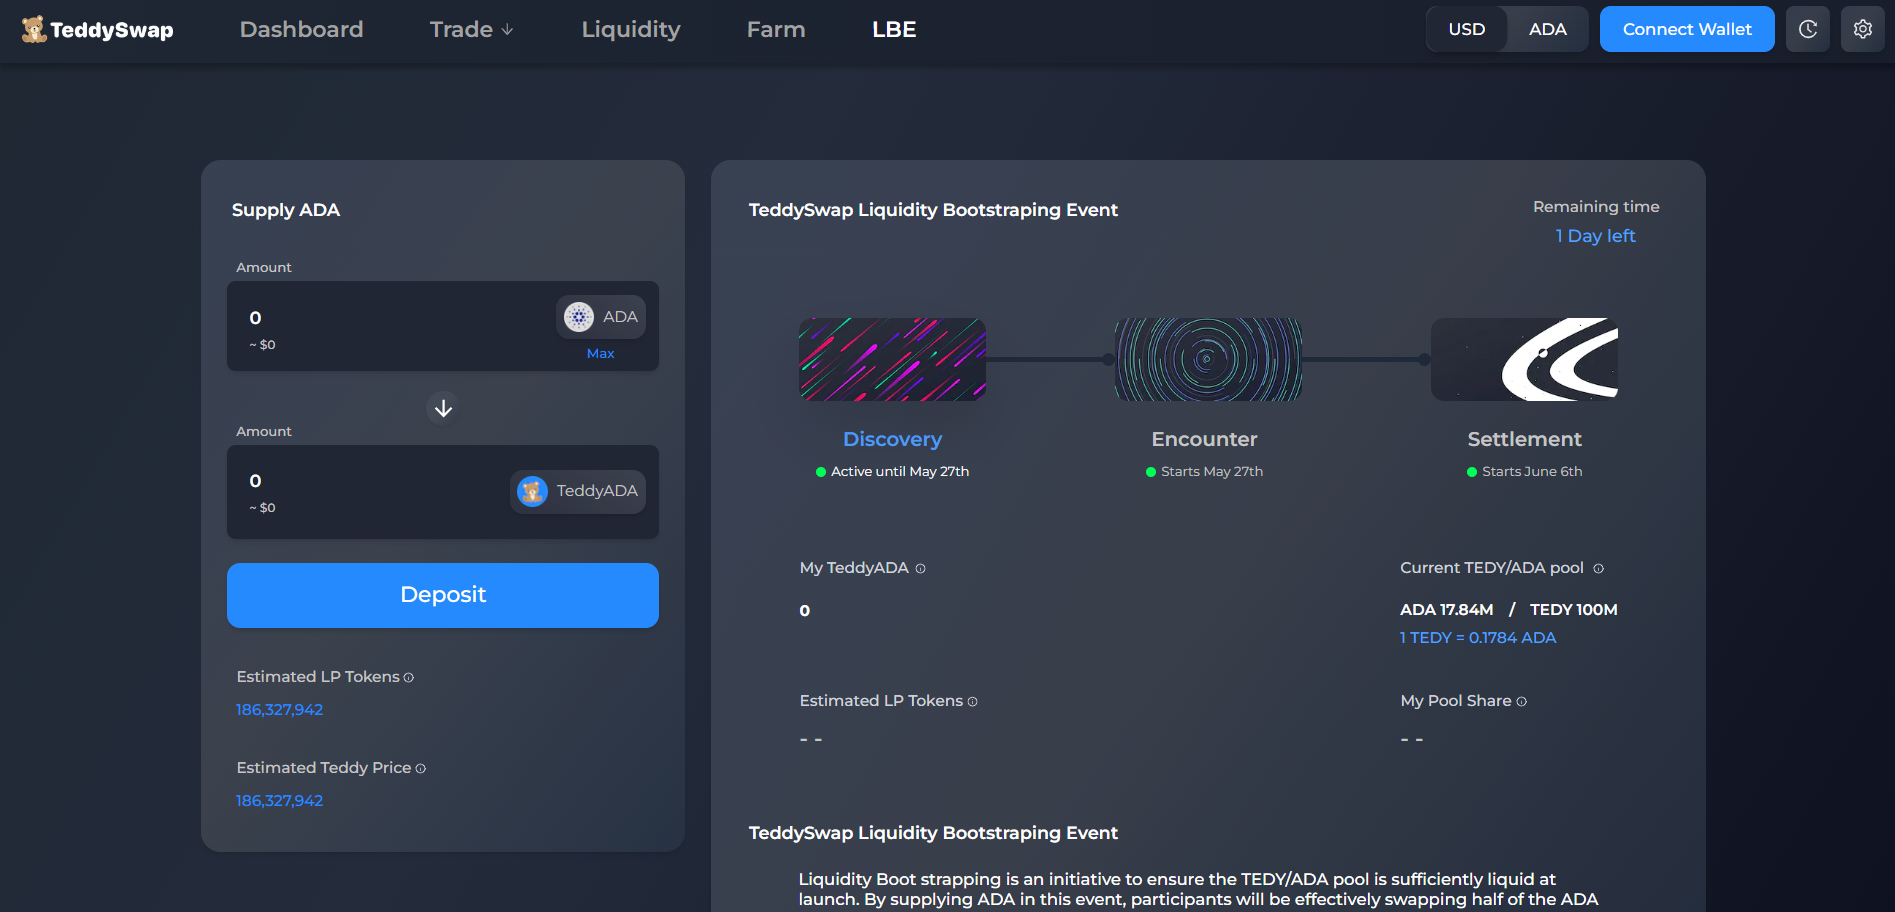 TeddySwap
Dashboard
Trade
Liquidity
Farm
LBE
USD
ADA
Connect Wallet
Supply ADA
Amount
0
~ $0
ADA
Max
Amount
0
~ $0
TeddyADA
Deposit
Estimated LP Tokens
186,327,942
Estimated Teddy Price
186,327,942
TeddySwap Liquidity Bootstraping Event
Remaining time
1 Day left
Discovery
Active until May 27th
Encounter
Starts May 27th
Settlement
Starts June 6th
My TeddyADA
0
Current TEDY/ADA pool
ADA 17.84M / TEDY 100M
1 TEDY = 0.1784 ADA
Estimated LP Tokens
- -
My Pool Share
- -
TeddySwap Liquidity Bootstraping Event
Liquidity Boot strapping is an initiative to ensure the TEDY/ADA pool is sufficiently liquid at
launch. By supplying ADA in this event, participants will be effectively swapping half of the ADA